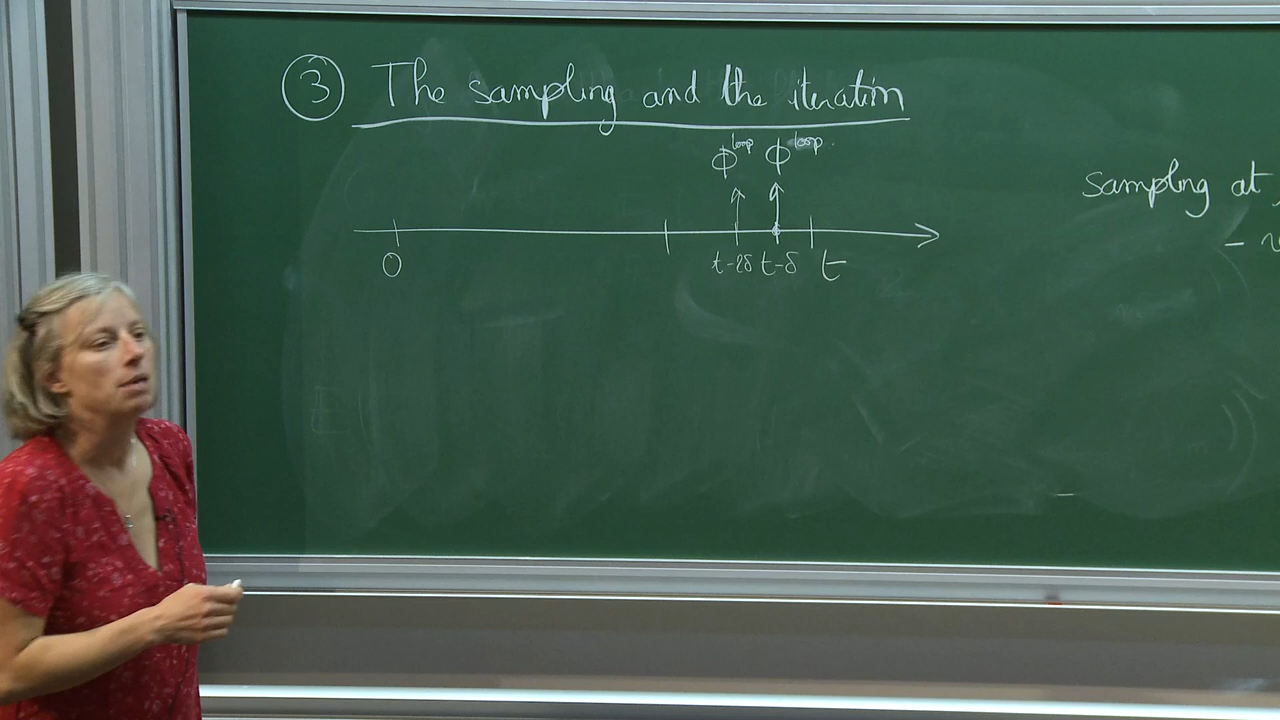 ③ The sampling and the iteration
Φ^loop Φ^loop
0 t-2δ t-δ t
Sampling at
-